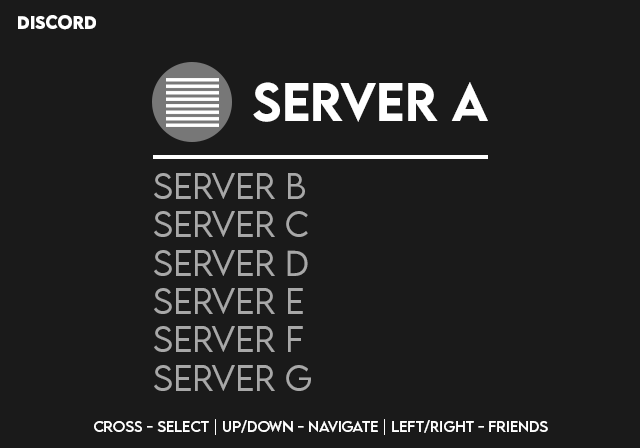 DISCORD
SERVER A
SERVER B
SERVER C
SERVER D
SERVER E
SERVER F
SERVER G
CROSS - SELECT | UP/DOWN - NAVIGATE | LEFT/RIGHT - FRIENDS